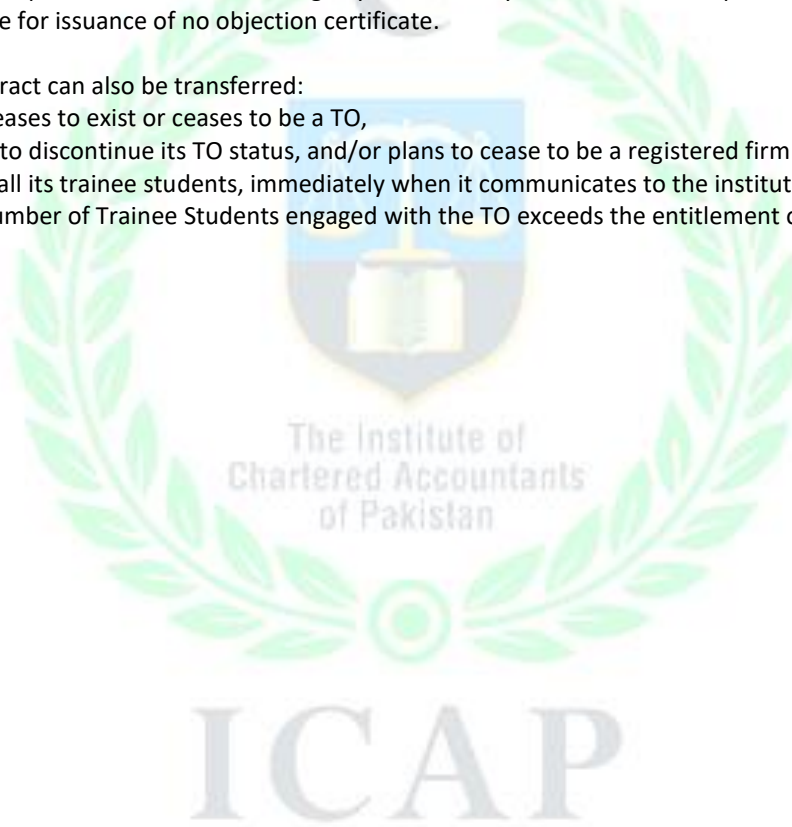 e for issuance of no objection certificate.
ract can also be transferred:
eases to exist or ceases to be a TO,
to discontinue its TO status, and/or plans to cease to be a registered firm
all its trainee students, immediately when it communicates to the institut
umber of Trainee Students engaged with the TO exceeds the entitlement
The Institute of
Chartered Accountants
of Pakistan
ICAP